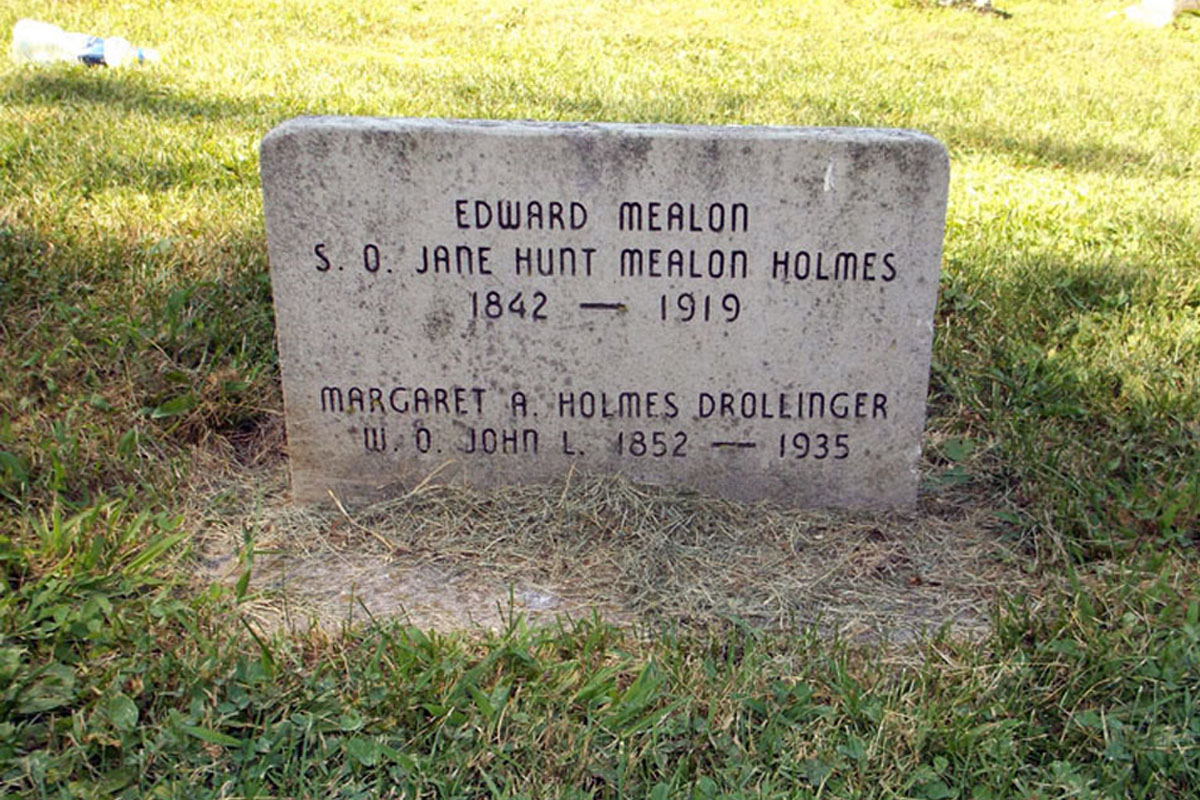 EDWARD MEALON
S. O. JANE HUNT MEALON HOLMES
1842 — 1919
MARGARET A. HOLMES DROLLINGER
W. O. JOHN L. 1852 — 1935